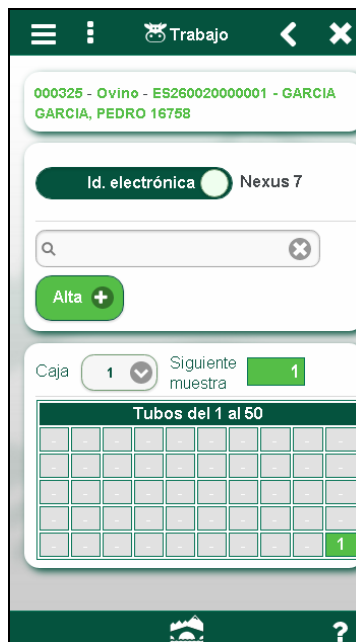 Trabajo
000325 - Ovino - ES260020000001 - GARCIA
GARCIA, PEDRO 16758
Id. electrónica Nexus 7
Alta
Caja 1 Siguiente muestra 1
Tubos del 1 al 50
- - - - - - - - - -
- - - - - - - - - -
- - - - - - - - - -
- - - - - - - - - -
- - - - - - - - - 1
?